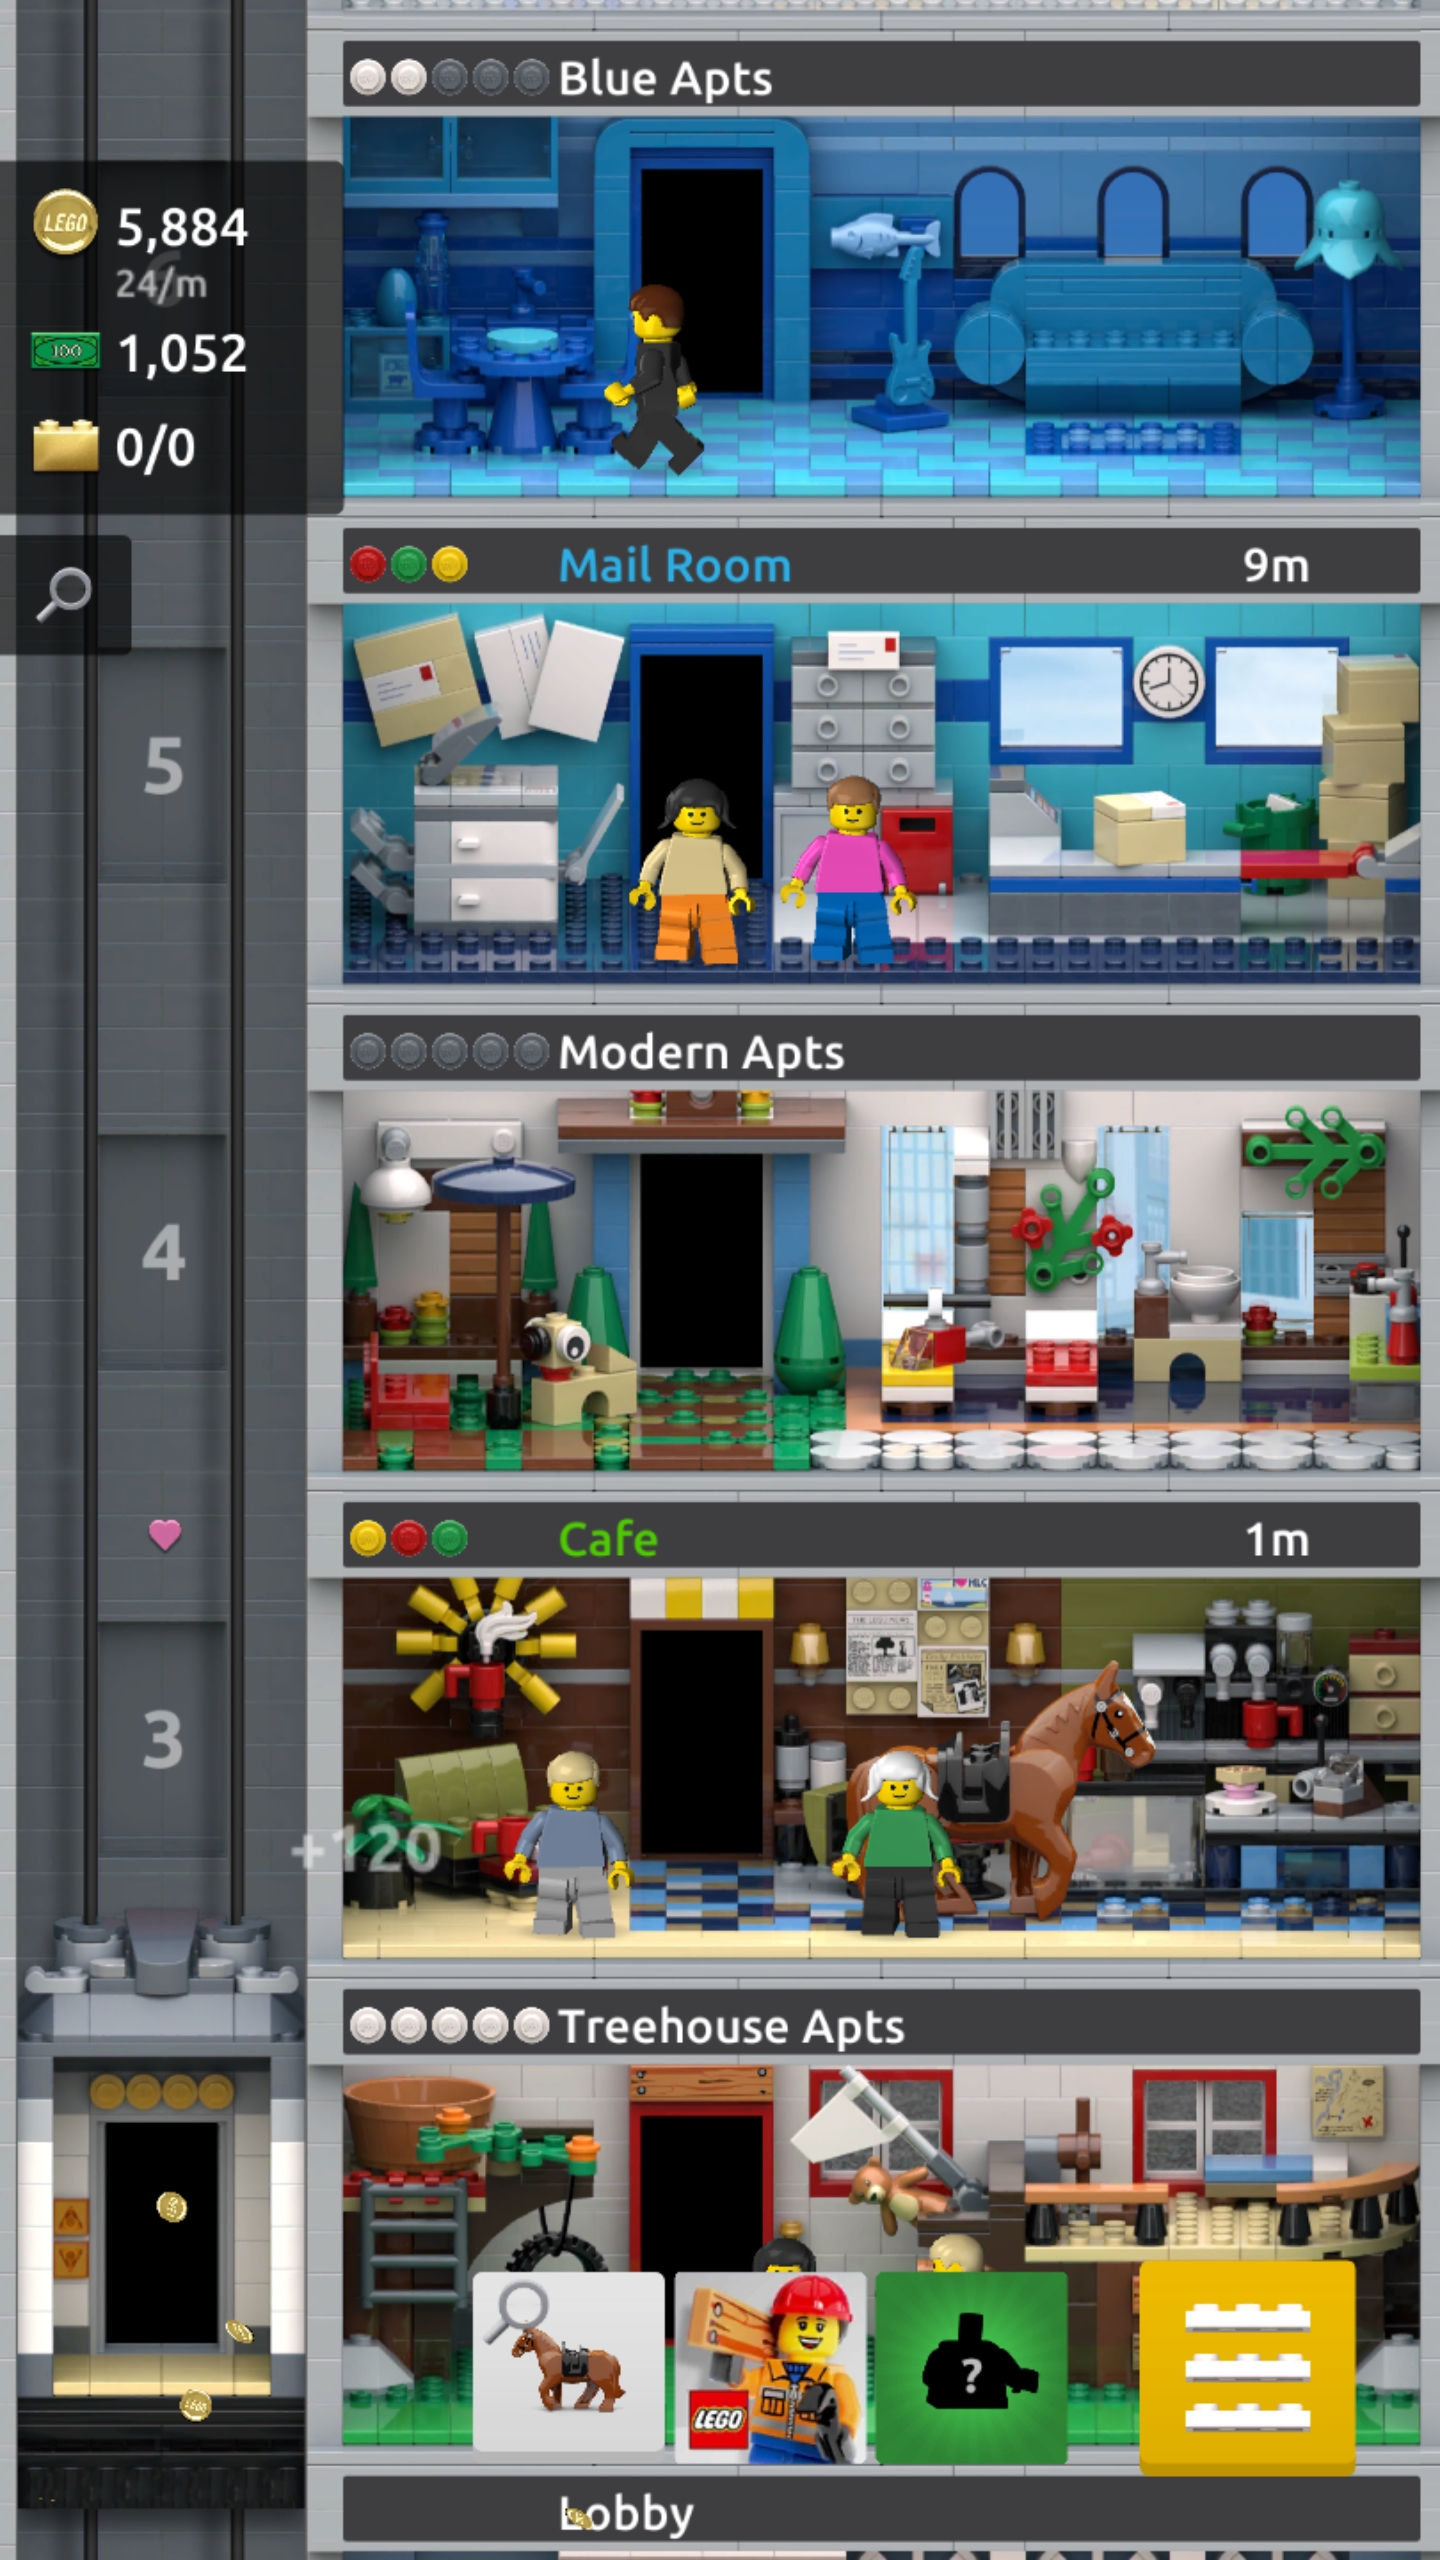 Blue Apts
LEGO 5,884
24/m
100 1,052
0/0
Mail Room 9m
5
Modern Apts
4
Cafe 1m
3
+120
Treehouse Apts
?
LEGO
Lobby